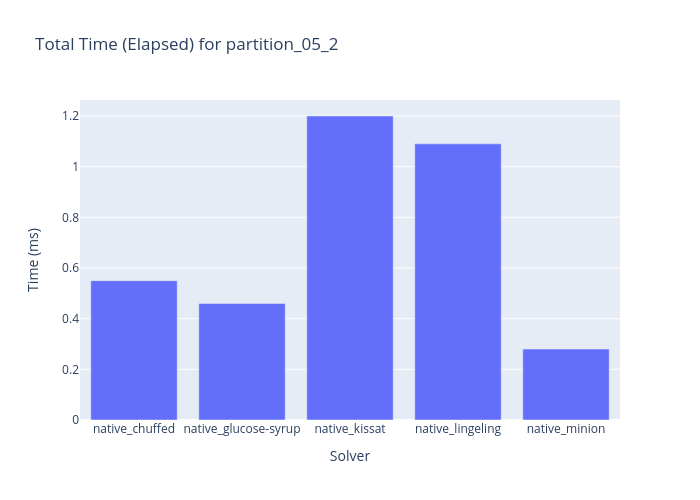 Total Time (Elapsed) for partition_05_2
1.2
1
0.8
0.6
0.4
0.2
0
Time (ms)
native_chuffed native_glucose-syrup native_kissat native_lingeling native_minion
Solver